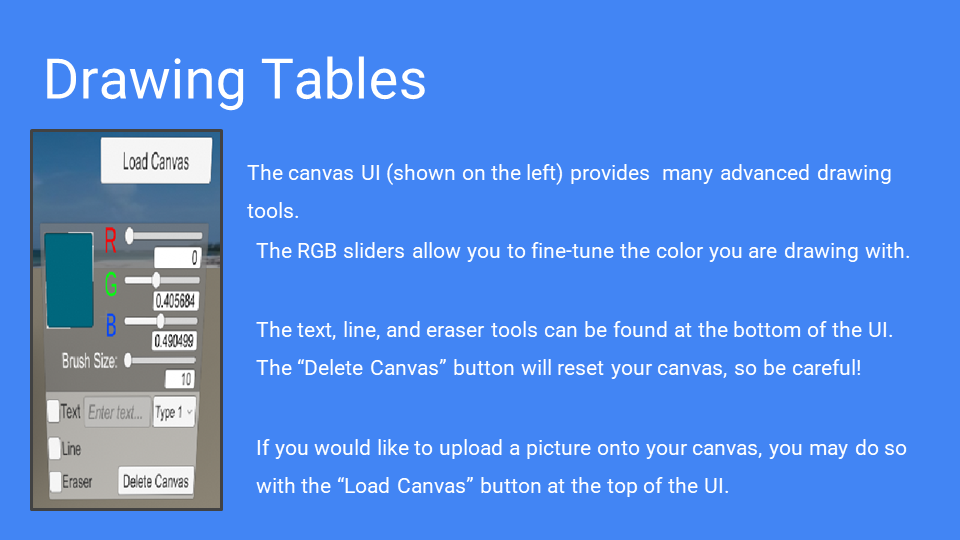 Drawing Tables
Load Canvas
R
0
G
0.405684
B
0.490499
Brush Size:
10
Text Enter text... Type 1
Line
Eraser Delete Canvas
The canvas UI (shown on the left) provides  many advanced drawing
tools.
The RGB sliders allow you to fine-tune the color you are drawing with.
The text, line, and eraser tools can be found at the bottom of the UI.
The “Delete Canvas” button will reset your canvas, so be careful!
If you would like to upload a picture onto your canvas, you may do so
with the “Load Canvas” button at the top of the UI.